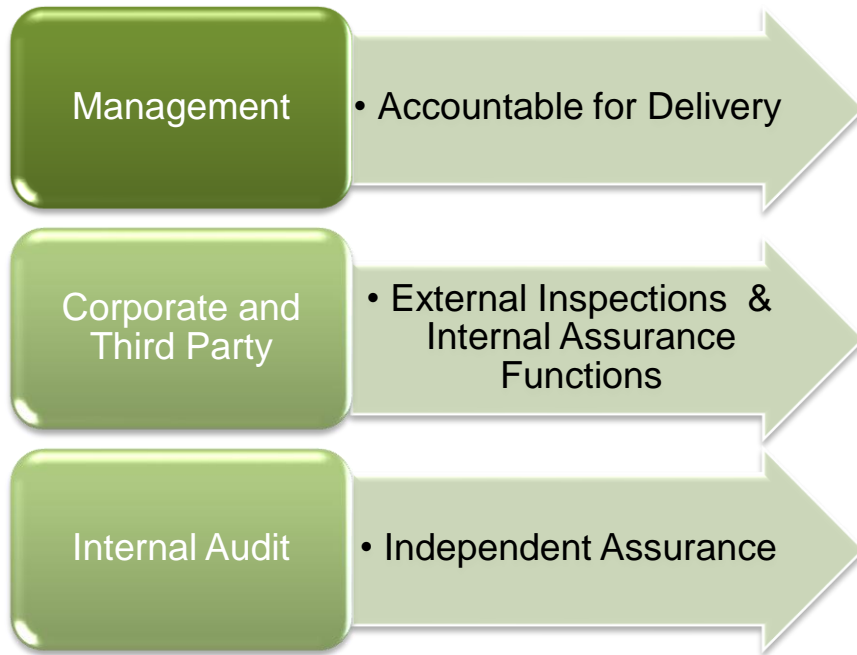 Management
• Accountable for Delivery
Corporate and
Third Party
• External Inspections &
Internal Assurance
Functions
Internal Audit
• Independent Assurance